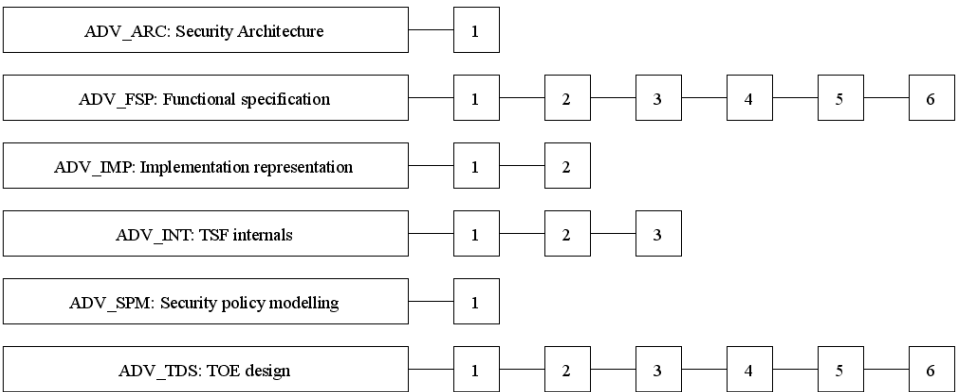 ADV_ARC: Security Architecture 1
ADV_FSP: Functional specification 1 2 3 4 5 6
ADV_IMP: Implementation representation 1 2
ADV_INT: TSF internals 1 2 3
ADV_SPM: Security policy modelling 1
ADV_TDS: TOE design 1 2 3 4 5 6